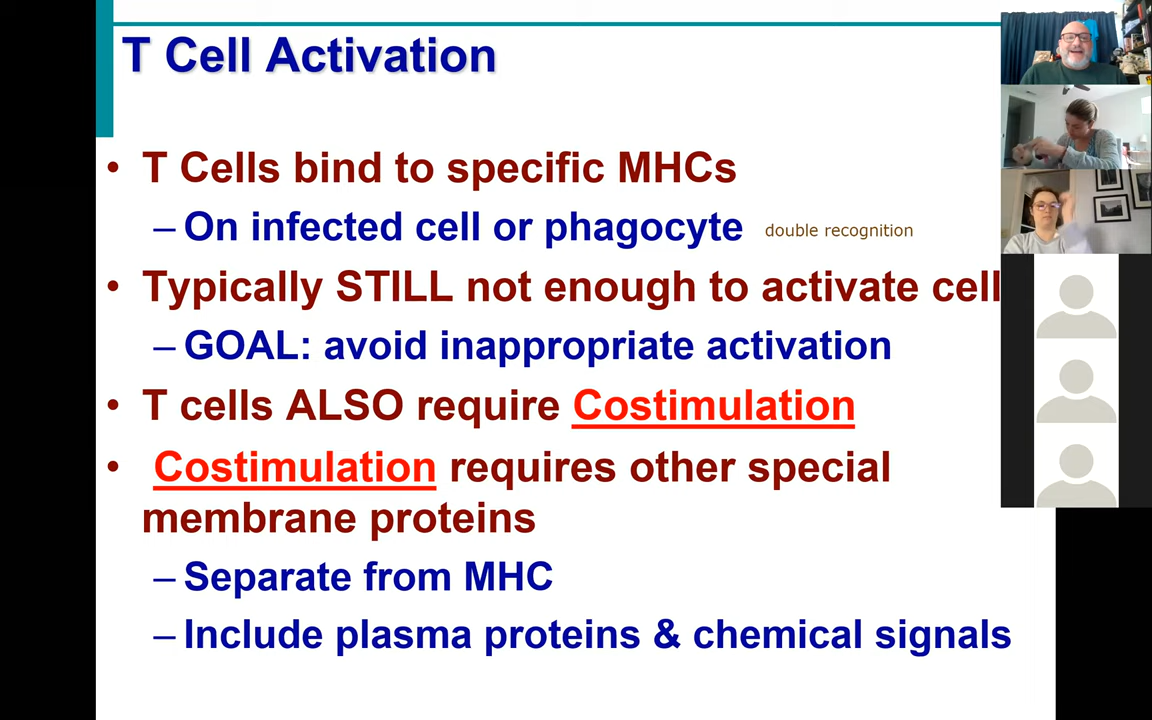 T Cell Activation
• T Cells bind to specific MHCs
– On infected cell or phagocyte double recognition
• Typically STILL not enough to activate cell
– GOAL: avoid inappropriate activation
• T cells ALSO require Costimulation
• Costimulation requires other special
membrane proteins
– Separate from MHC
– Include plasma proteins & chemical signals